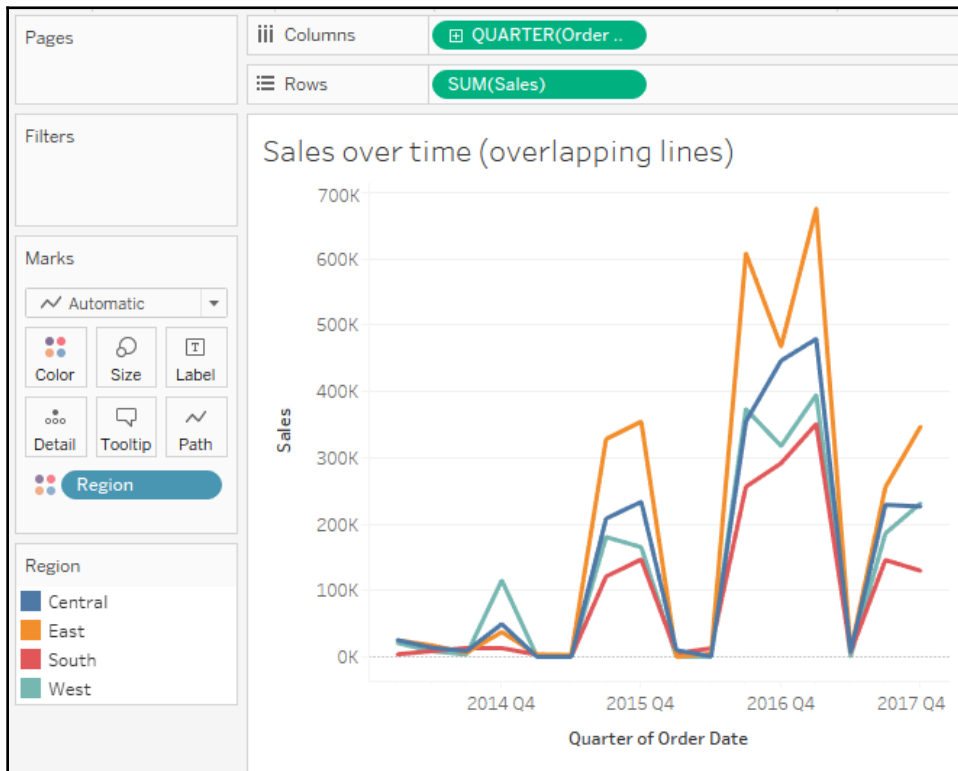 Pages
Columns
QUARTER(Order ..
Rows
SUM(Sales)
Filters
Marks
Automatic
Color
Size
Label
Detail
Tooltip
Path
Region
Region
Central
East
South
West
Sales over time (overlapping lines)
700K
600K
500K
400K
300K
200K
100K
0K
Sales
2014 Q4
2015 Q4
2016 Q4
2017 Q4
Quarter of Order Date